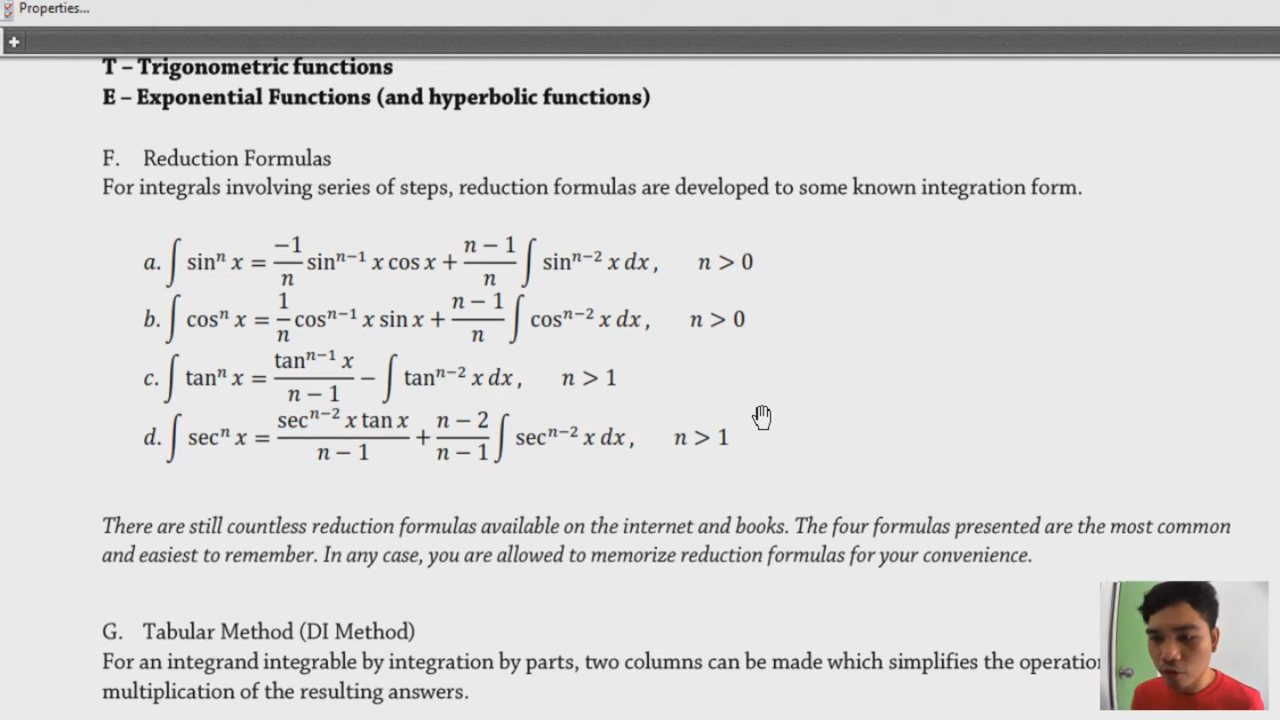 Properties...
T – Trigonometric functions
E – Exponential Functions (and hyperbolic functions)
F. Reduction Formulas
For integrals involving series of steps, reduction formulas are developed to some known integration form.
a. ∫ sinⁿ x = −1/n sinⁿ⁻¹ x cos x + n − 1/n ∫ sinⁿ⁻² x dx , n > 0
b. ∫ cosⁿ x = 1/n cosⁿ⁻¹ x sin x + n − 1/n ∫ cosⁿ⁻² x dx , n > 0
c. ∫ tanⁿ x = tanⁿ⁻¹ x/n − 1 − ∫ tanⁿ⁻² x dx , n > 1
d. ∫ secⁿ x = secⁿ⁻² x tan x/n − 1 + n − 2/n − 1 ∫ secⁿ⁻² x dx , n > 1
There are still countless reduction formulas available on the internet and books. The four formulas presented are the most common
and easiest to remember. In any case, you are allowed to memorize reduction formulas for your convenience.
G. Tabular Method (DI Method)
For an integrand integrable by integration by parts, two columns can be made which simplifies the operation
multiplication of the resulting answers.